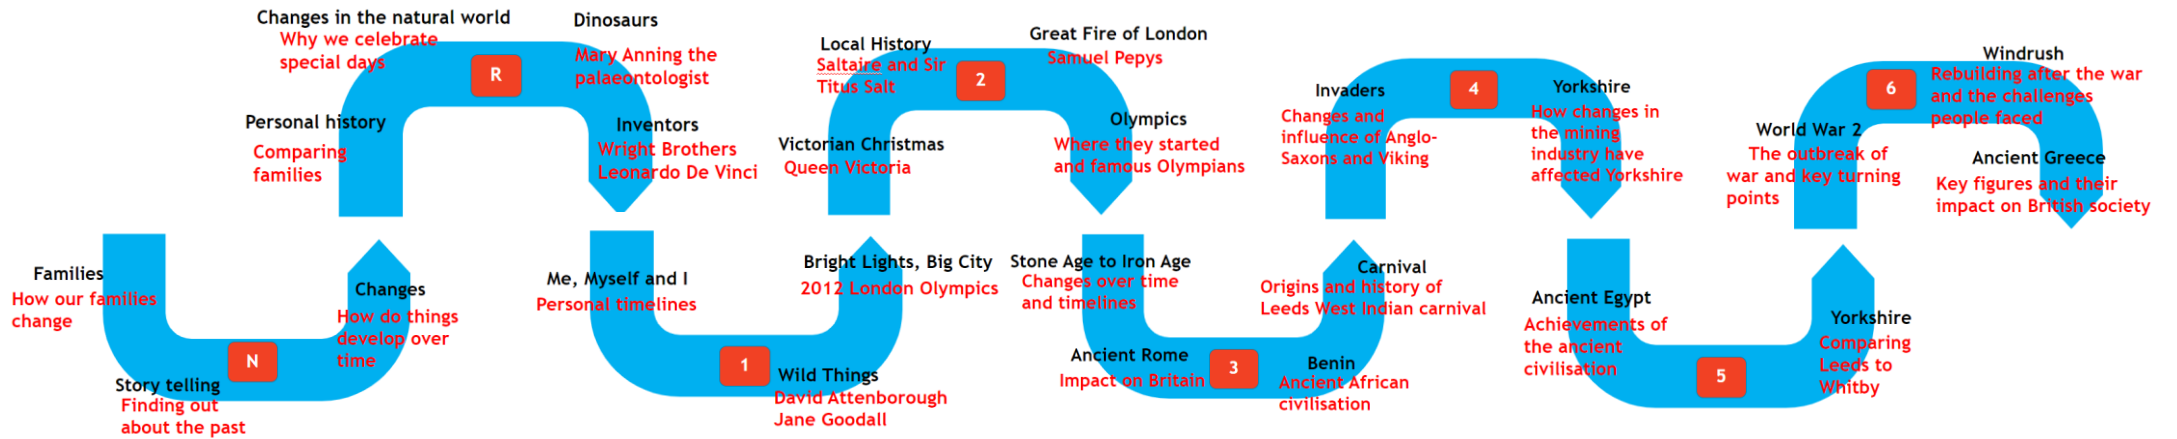 Families
How our families
change
Story telling
Finding out
about the past
N
Changes
How do things
develop over
time
Personal history
Comparing
families
Changes in the natural world
Why we celebrate
special days
R
Dinosaurs
Mary Anning the
palaeontologist
Inventors
Wright Brothers
Leonardo De Vinci
Me, Myself and I
Personal timelines
1
Wild Things
David Attenborough
Jane Goodall
Bright Lights, Big City
2012 London Olympics
Victorian Christmas
Queen Victoria
Local History
Saltaire and Sir
Titus Salt
2
Great Fire of London
Samuel Pepys
Olympics
Where they started
and famous Olympians
Stone Age to Iron Age
Changes over time
and timelines
Ancient Rome
Impact on Britain
3
Benin
Ancient African
civilisation
Carnival
Origins and history of
Leeds West Indian carnival
Invaders
Changes and
influence of Anglo-
Saxons and Viking
4
Yorkshire
How changes in
the mining
industry have
affected Yorkshire
Ancient Egypt
Achievements of
the ancient
civilisation
5
Yorkshire
Comparing
Leeds to
Whitby
World War 2
The outbreak of
war and key turning
points
6
Windrush
Rebuilding after the war
and the challenges
people faced
Ancient Greece
Key figures and their
impact on British society